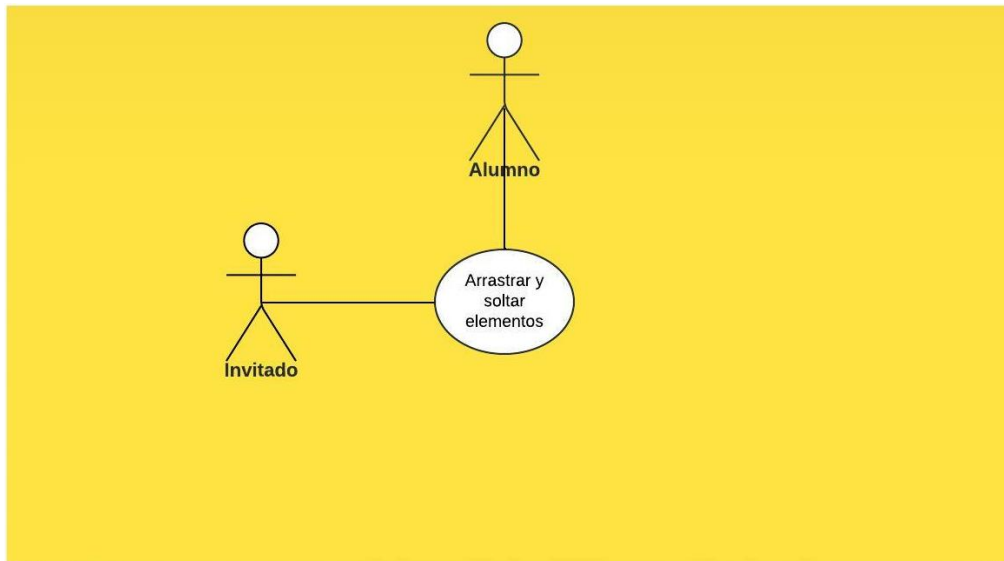 Alumno
Arrastrar y
soltar
elementos
Invitado